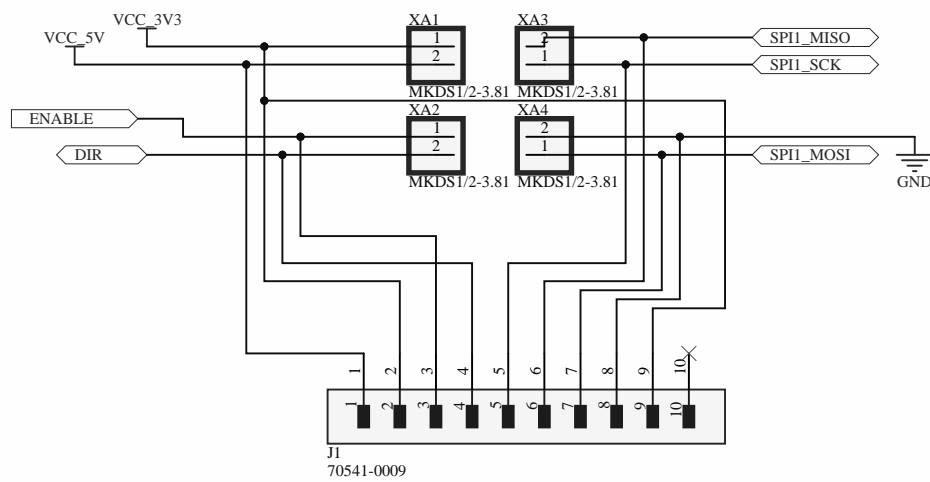 VCC_3V3
VCC_5V
XA1
1
2
MKDS1/2-3.81
XA3
2
1
MKDS1/2-3.81
SPI1_MISO
SPI1_SCK
ENABLE
DIR
XA2
1
2
MKDS1/2-3.81
XA4
2
1
MKDS1/2-3.81
SPI1_MOSI
GND
1
2
3
4
5
6
7
8
9
10
1
2
3
4
5
6
7
8
9
10
J1
70541-0009